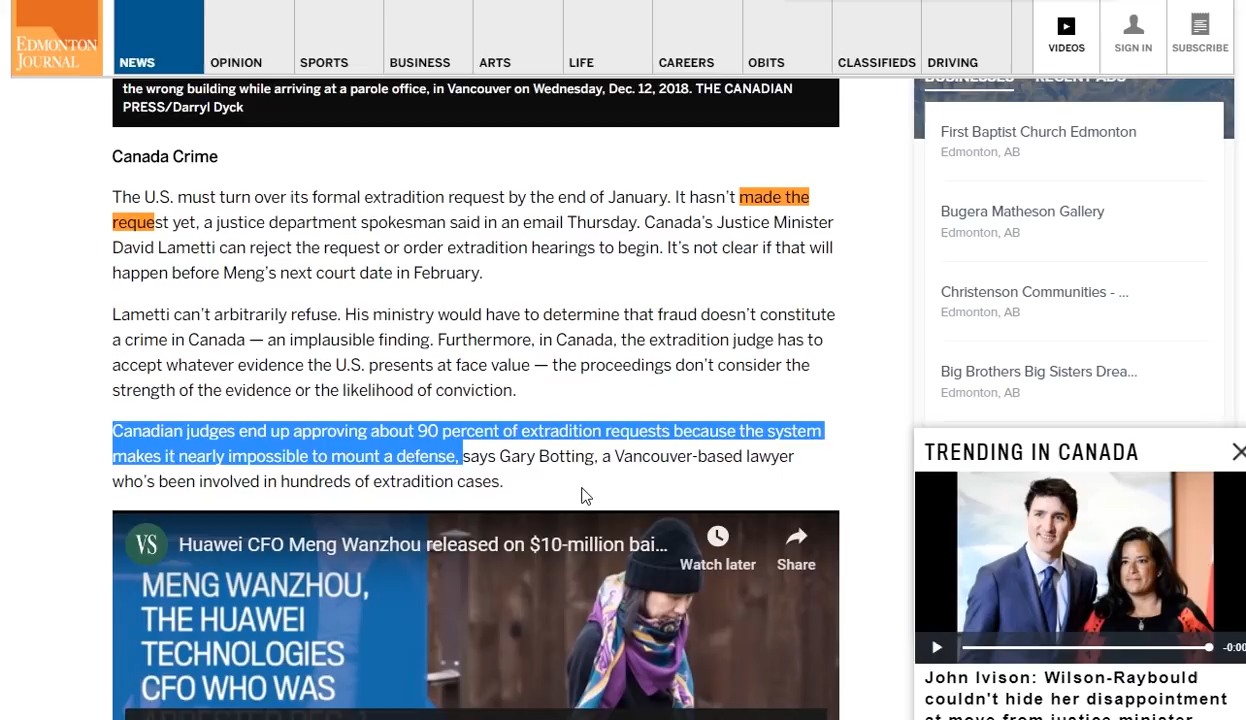 EDMONTON
JOURNAL
NEWS
OPINION
SPORTS
BUSINESS
ARTS
LIFE
CAREERS
OBITS
CLASSIFIEDS
DRIVING
VIDEOS
SIGN IN
SUBSCRIBE
the wrong building while arriving at a parole office, in Vancouver on Wednesday, Dec. 12, 2018. THE CANADIAN
PRESS/Darryl Dyck
Canada Crime
The U.S. must turn over its formal extradition request by the end of January. It hasn't made the
request yet, a justice department spokesman said in an email Thursday. Canada's Justice Minister
David Lametti can reject the request or order extradition hearings to begin. It's not clear if that will
happen before Meng's next court date in February.
Lametti can't arbitrarily refuse. His ministry would have to determine that fraud doesn't constitute
a crime in Canada — an implausible finding. Furthermore, in Canada, the extradition judge has to
accept whatever evidence the U.S. presents at face value — the proceedings don't consider the
strength of the evidence or the likelihood of conviction.
Canadian judges end up approving about 90 percent of extradition requests because the system
makes it nearly impossible to mount a defense, says Gary Botting, a Vancouver-based lawyer
who's been involved in hundreds of extradition cases.
VS
Huawei CFO Meng Wanzhou released on $10-million bai...
Watch later
Share
MENG WANZHOU,
THE HUAWEI
TECHNOLOGIES
CFO WHO WAS
BUSINESSES
RECENT ADS
First Baptist Church Edmonton
Edmonton, AB
Bugera Matheson Gallery
Edmonton, AB
Christenson Communities - ...
Edmonton, AB
Big Brothers Big Sisters Drea...
Edmonton, AB
TRENDING IN CANADA
-0:00
John Ivison: Wilson-Raybould
couldn't hide her disappointment
at move from justice minister